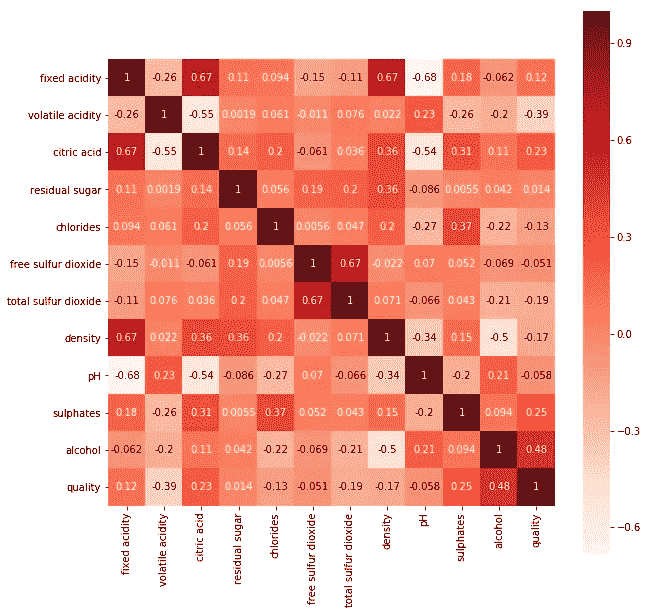 fixed acidity 1 -0.26 0.67 0.11 0.094 -0.15 -0.11 0.67 -0.68 0.18 -0.062 0.12
volatile acidity -0.26 1 -0.55 0.0019 0.061 -0.011 0.076 0.022 0.23 -0.26 -0.2 -0.39
citric acid 0.67 -0.55 1 0.14 0.2 -0.061 0.036 0.36 -0.54 0.31 0.11 0.23
residual sugar 0.11 0.0019 0.14 1 0.056 0.19 0.2 0.36 -0.086 0.0055 0.042 0.014
chlorides 0.094 0.061 0.2 0.056 1 0.0056 0.047 0.2 -0.27 0.37 -0.22 -0.13
free sulfur dioxide -0.15 -0.011 -0.061 0.19 0.0056 1 0.67 -0.022 0.07 0.052 -0.069 -0.051
total sulfur dioxide -0.11 0.076 0.036 0.2 0.047 0.67 1 0.071 -0.066 0.043 -0.21 -0.19
density 0.67 0.022 0.36 0.36 0.2 -0.022 0.071 1 -0.34 0.15 -0.5 -0.17
pH -0.68 0.23 -0.54 -0.086 -0.27 0.07 -0.066 -0.34 1 -0.2 0.21 -0.058
sulphates 0.18 -0.26 0.31 0.0055 0.37 0.052 0.043 0.15 -0.2 1 0.094 0.25
alcohol -0.062 -0.2 0.11 0.042 -0.22 -0.069 -0.21 -0.5 0.21 0.094 1 0.48
quality 0.12 -0.39 0.23 0.014 -0.13 -0.051 -0.19 -0.17 -0.058 0.25 0.48 1
fixed acidity
volatile acidity
citric acid
residual sugar
chlorides
free sulfur dioxide
total sulfur dioxide
density
pH
sulphates
alcohol
quality
0.9
0.6
0.3
0.0
−0.3
−0.6